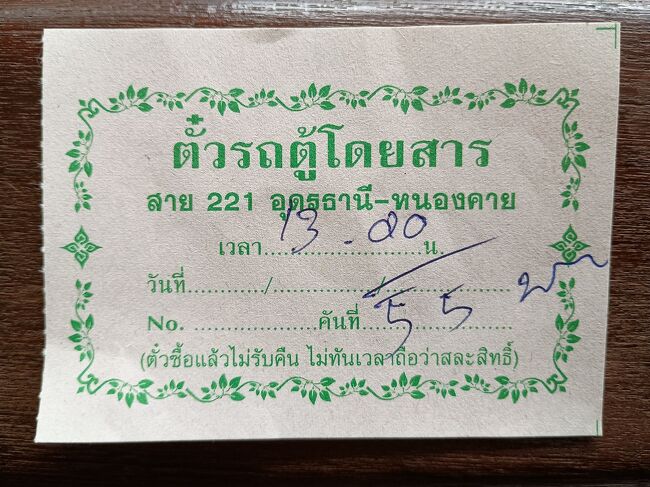 ตั๋วรถตู้โดยสาร
สาย 221 อุดรธานี-หนองคาย
เวลา 13.20 น.
วันที่............/................/................
No. ..................คันที่..................
55 บ
(ตั๋วซื้อแล้วไม่รับคืน ไม่ทันเวลาถือว่าสละสิทธิ์)